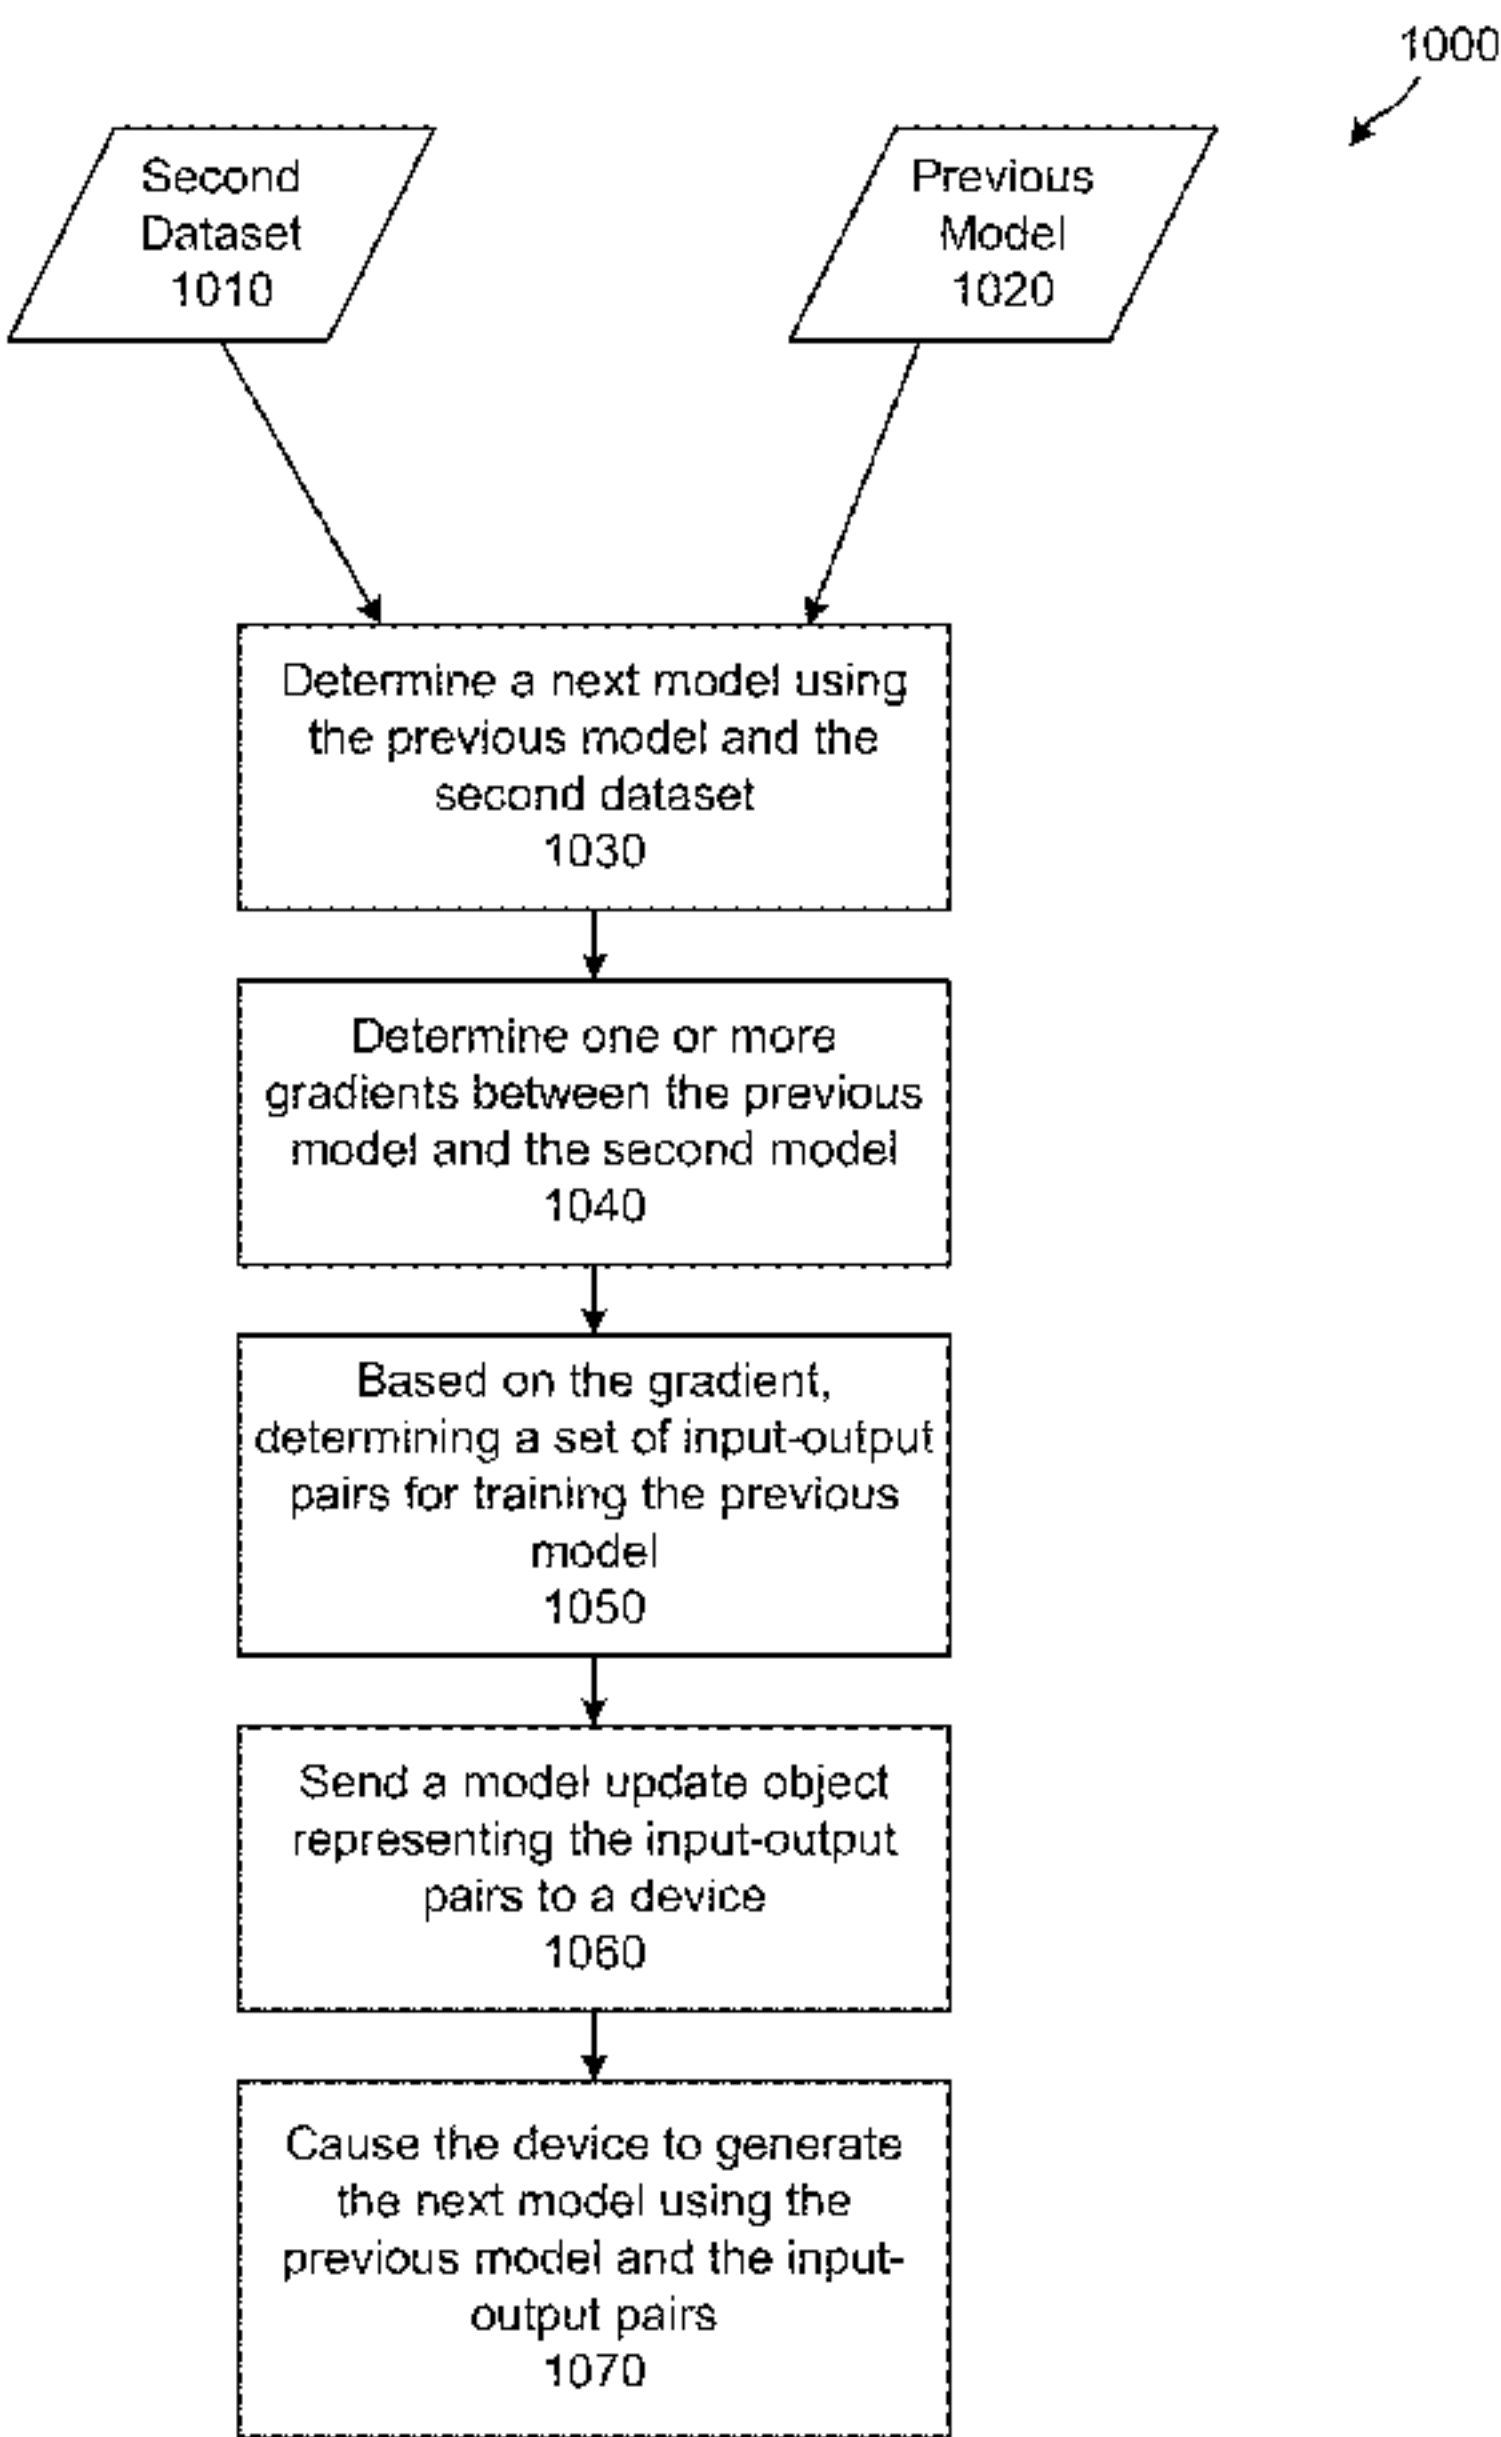 1000
Second
Dataset
1010
Previous
Model
1020
Determine a next model using
the previous model and the
second dataset
1030
Determine one or more
gradients between the previous
model and the second model
1040
Based on the gradient,
determining a set of input-output
pairs for training the previous
model
1050
Send a model update object
representing the input-output
pairs to a device
1060
Cause the device to generate
the next model using the
previous model and the input-
output pairs
1070